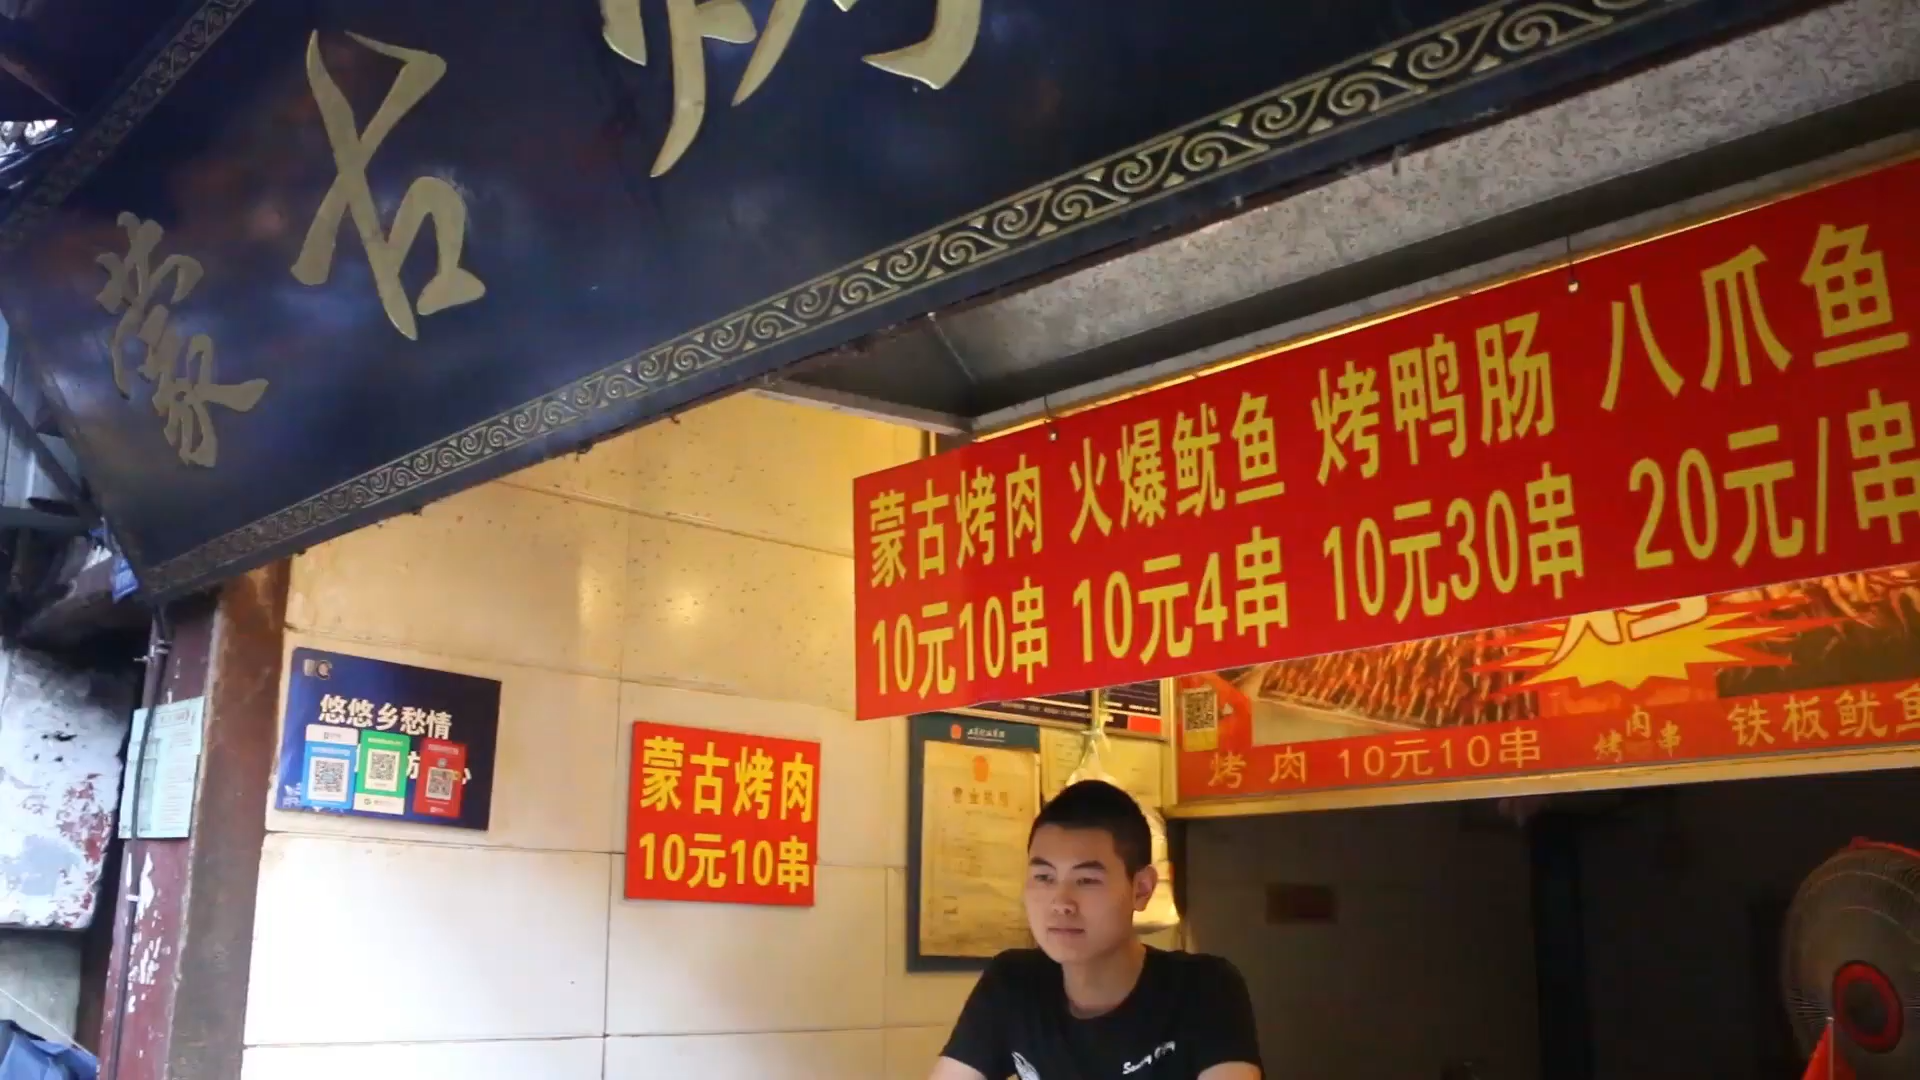 蒙古烤
蒙古烤肉 火爆鱿鱼 烤鸭肠 八爪鱼
10元10串 10元4串 10元30串 20元/串
烤肉 10元10串 烤肉串 铁板鱿鱼
悠悠乡愁情
蒙古烤肉
10元10串
营业执照